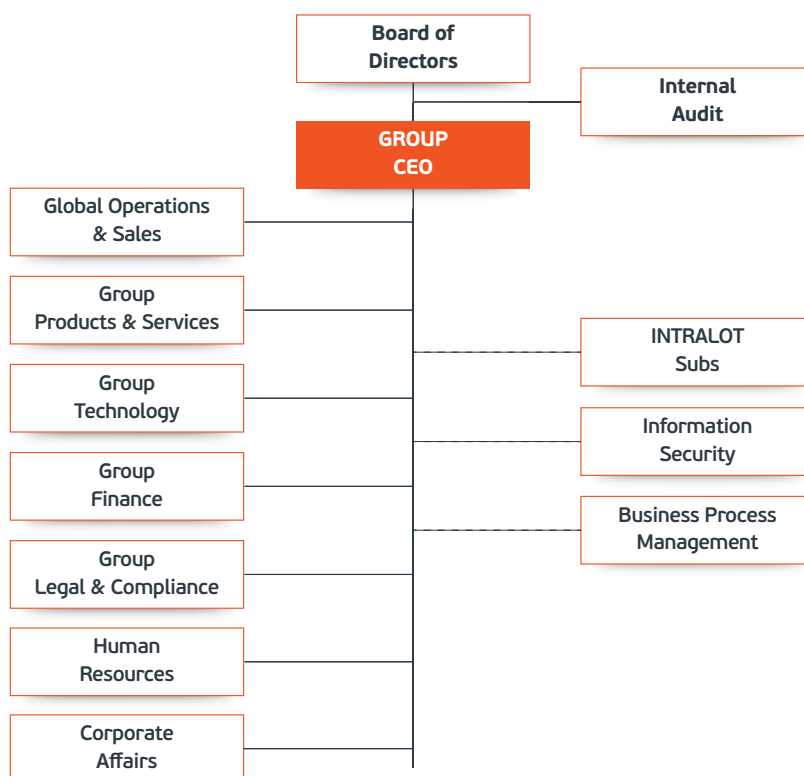 Board of
Directors
Internal
Audit
GROUP
CEO
Global Operations
& Sales
Group
Products & Services
INTRALOT
Subs
Group
Technology
Information
Security
Group
Finance
Business Process
Management
Group
Legal & Compliance
Human
Resources
Corporate
Affairs